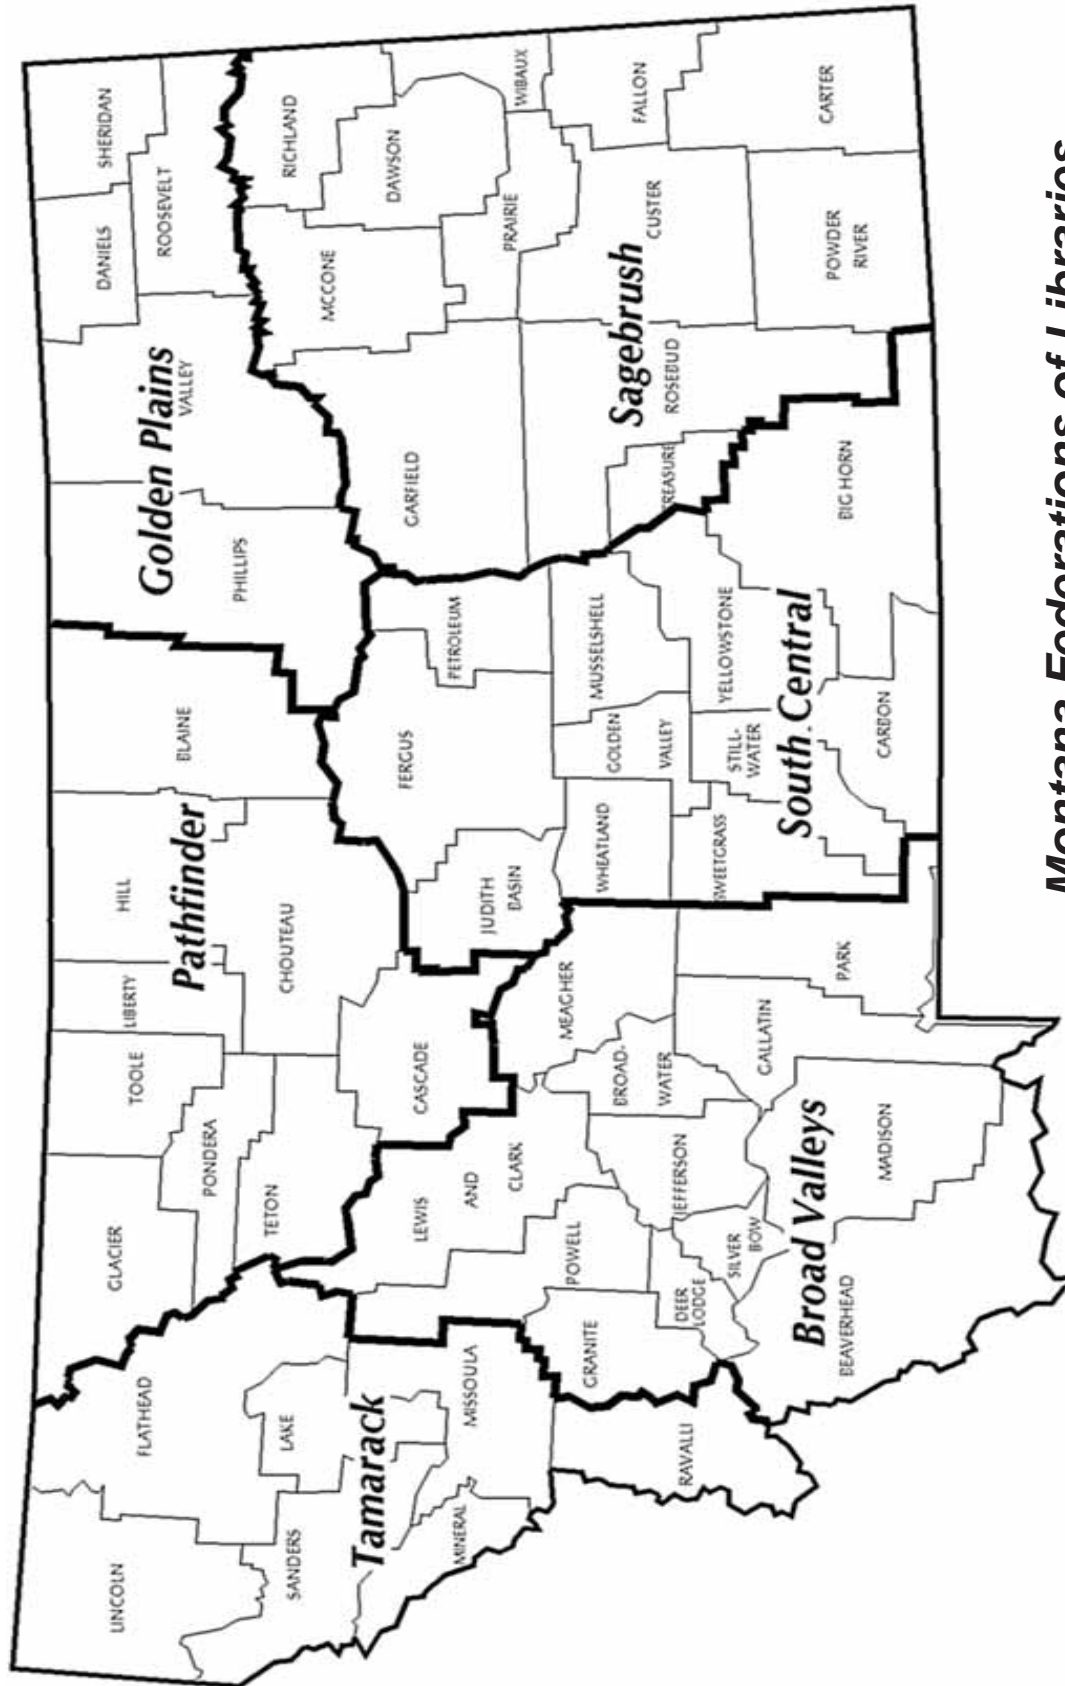 LINCOLN
FLATHEAD
LAKE
SANDERS
Tamarack
MINERAL
MISSOULA
RAVALLI
GLACIER
TOOLE
LIBERTY
HILL
BLAINE
Pathfinder
PONDERA
TETON
CHOUTEAU
CASCADE
Golden Plains
PHILLIPS
VALLEY
DANIELS
SHERIDAN
ROOSEVELT
LEWIS
AND
CLARK
POWELL
GRANITE
DEER
LODGE
SILVER
BOW
JEFFERSON
BROAD-
WATER
MEAGHER
GALLATIN
PARK
Broad Valleys
BEAVERHEAD
MADISON
FERGUS
PETROLEUM
JUDITH
BASIN
WHEATLAND
GOLDEN
VALLEY
MUSSELSHELL
SWEETGRASS
STILL-
WATER
YELLOWSTONE
South Central
CARBON
BIG HORN
GARFIELD
MCCONE
RICHLAND
DAWSON
PRAIRIE
WIBAUX
Sagebrush
TREASURE
ROSEBUD
CUSTER
FALLON
POWDER
RIVER
CARTER
Montana Federations of Libraries